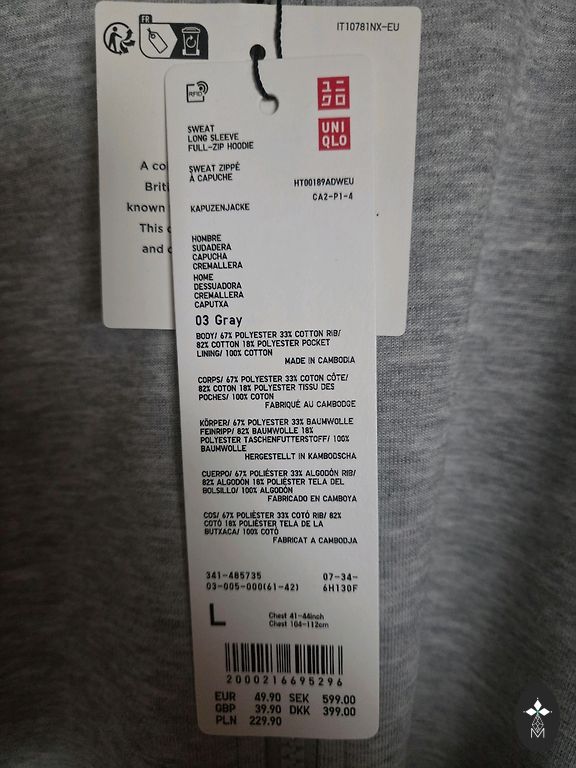 FR
IT10781NX-EU
RFID
ユニ
クロ
UNI
QLO
SWEAT
LONG SLEEVE
FULL-ZIP HOODIE
SWEAT ZIPPÉ
À CAPUCHE
HT00189ADWEU
CA2-P1-4
KAPUZENJACKE
A co
Briti
known
This c
and c
HOMBRE
SUDADERA
CAPUCHA
CREMALLERA
HOME
DESSUADORA
CREMALLERA
CAPUTXA
03 Gray
BODY/ 67% POLYESTER 33% COTTON RIB/
82% COTTON 18% POLYESTER POCKET
LINING/ 100% COTTON
MADE IN CAMBODIA
CORPS/ 67% POLYESTER 33% COTON CÔTE/
82% COTON 18% POLYESTER TISSU DES
POCHES/ 100% COTON
FABRIQUÉ AU CAMBODGE
KÖRPER/ 67% POLYESTER 33% BAUMWOLLE
FEINRIPP/ 82% BAUMWOLLE 18%
POLYESTER TASCHENFUTTERSTOFF/ 100%
BAUMWOLLE
HERGESTELLT IN KAMBODSCHA
CUERPO/ 67% POLIÉSTER 33% ALGODÓN RIB/
82% ALGODÓN 18% POLIÉSTER TELA DEL
BOLSILLO/ 100% ALGODÓN
FABRICADO EN CAMBOYA
COS/ 67% POLIÈSTER 33% COTÓ RIB/ 82%
COTÓ 18% POLIÈSTER TELA DE LA
BUTXACA/ 100% COTÓ
FABRICAT A CAMBODJA
341-485735 07-34-
03-005-000(61-42) 6H130F
L
Chest 41-44inch
Chest 104-112cm
2000216695296
EUR 49.90 SEK 599.00
GBP 39.90 DKK 399.00
PLN 229.90
M